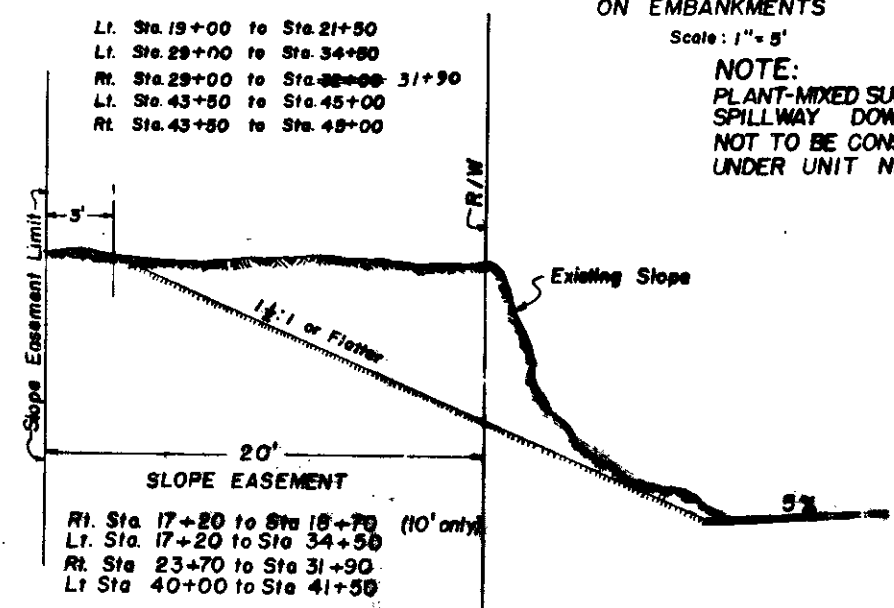 ON EMBANKMENTS
Scale: 1"= 5'
Lt. Sta. 19+00 to Sta. 21+50
Lt. Sta. 29+00 to Sta. 34+50
Rt. Sta. 29+00 to Sta. 31+90
Lt. Sta. 43+50 to Sta. 45+00
Rt. Sta. 43+50 to Sta. 48+00
NOTE:
PLANT-MIXED SU
SPILLWAY DOW
NOT TO BE CONS
UNDER UNIT N
R/W
Slope Easement Limit
Existing Slope
1½:1 or Flatter
20'
SLOPE EASEMENT
5%
Rt. Sta 17+20 to Sta (10' only)
Lt. Sta. 17+20 to Sta 34+50
Rt. Sta 23+70 to Sta 31+90
Lt Sta 40+00 to Sta 41+50